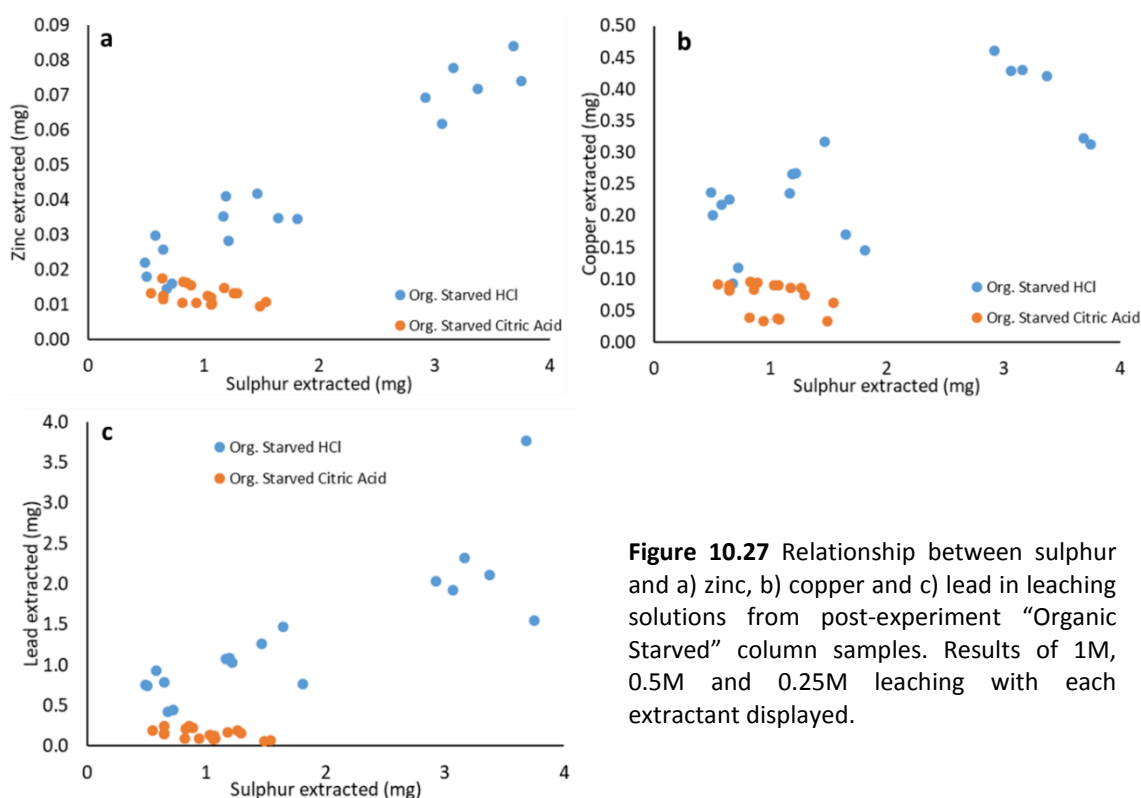 a
0.09
0.08
0.07
0.06
0.05
0.04
0.03
0.02
0.01
0.00
Zinc extracted (mg)
0 1 2 3 4
Sulphur extracted (mg)
Org. Starved HCl
Org. Starved Citric Acid
b
0.50
0.45
0.40
0.35
0.30
0.25
0.20
0.15
0.10
0.05
0.00
Copper extracted (mg)
0 1 2 3 4
Sulphur extracted (mg)
Org. Starved HCl
Org. Starved Citric Acid
c
4.0
3.5
3.0
2.5
2.0
1.5
1.0
0.5
0.0
Lead extracted (mg)
0 1 2 3 4
Sulphur extracted (mg)
Org. Starved HCl
Org. Starved Citric Acid
Figure 10.27 Relationship between sulphur
and a) zinc, b) copper and c) lead in leaching
solutions from post-experiment “Organic
Starved” column samples. Results of 1M,
0.5M and 0.25M leaching with each
extractant displayed.